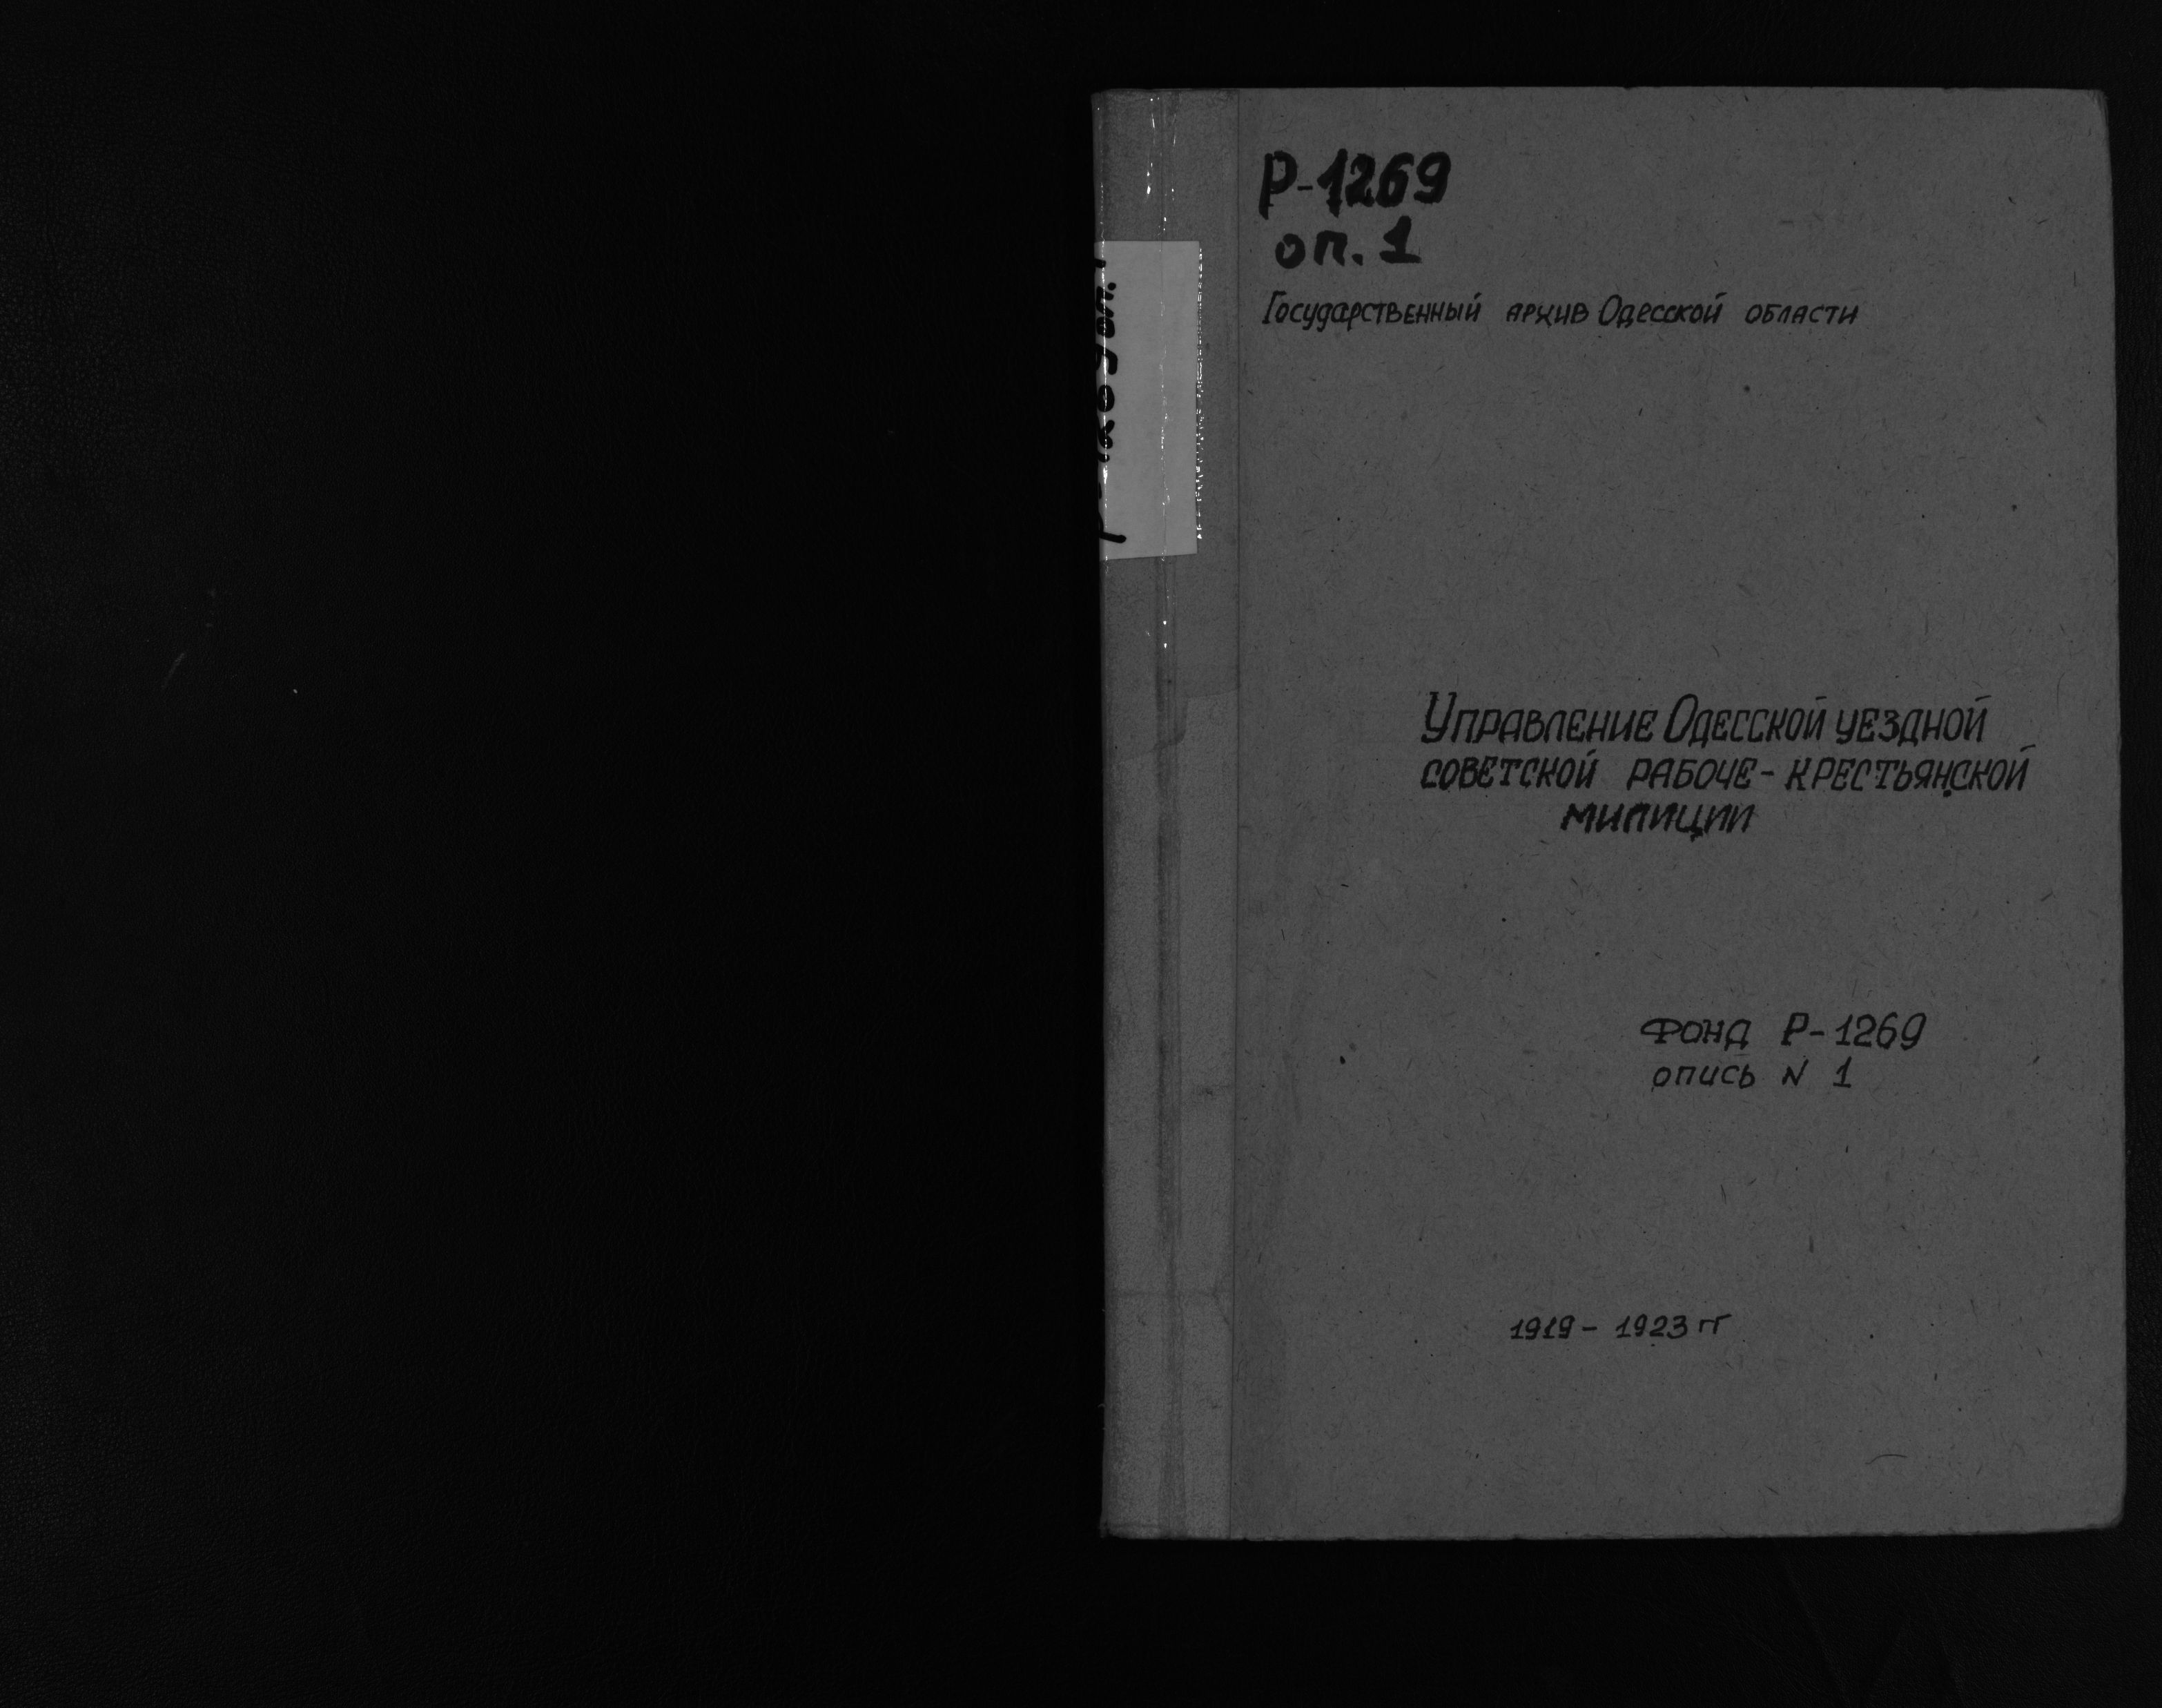 Р-1269
оп. 1
Государственный архив Одесской области
Управление Одесской уездной
советской рабоче-крестьянской
милиции
Фонд Р-1269
опись N 1
1919 - 1923 гг